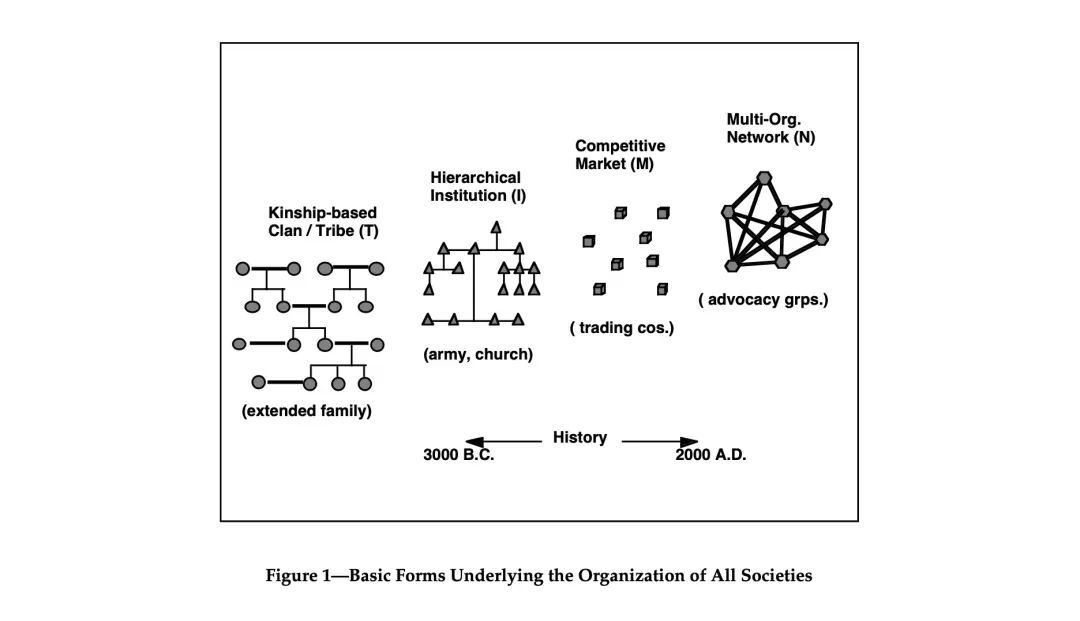 Multi-Org.
Network (N)
Competitive
Market (M)
Hierarchical
Institution (I)
Kinship-based
Clan / Tribe (T)
( advocacy grps.)
( trading cos.)
(army, church)
(extended family)
History
3000 B.C.
2000 A.D.
Figure 1—Basic Forms Underlying the Organization of All Societies